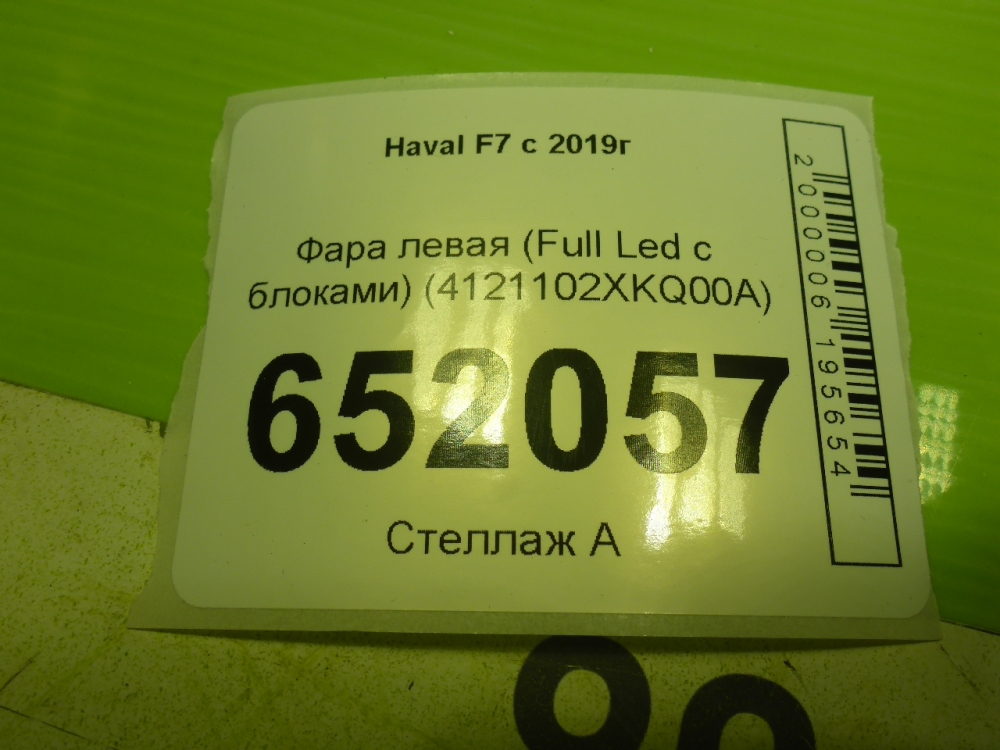 Haval F7 с 2019г
Фара левая (Full Led с
блоками) (4121102XKQ00A)
652057
Стеллаж А
2000006195654